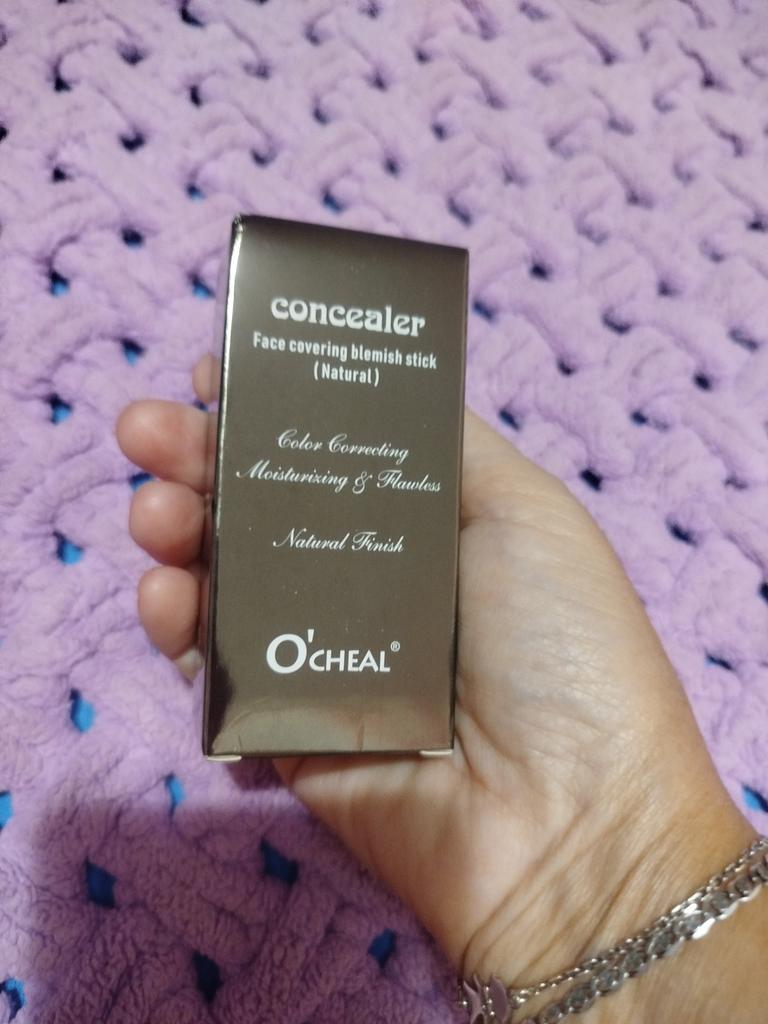 concealer
Face covering blemish stick
(Natural)
Color Correcting
Moisturizing & Flawless
Natural Finish
O'CHEAL®